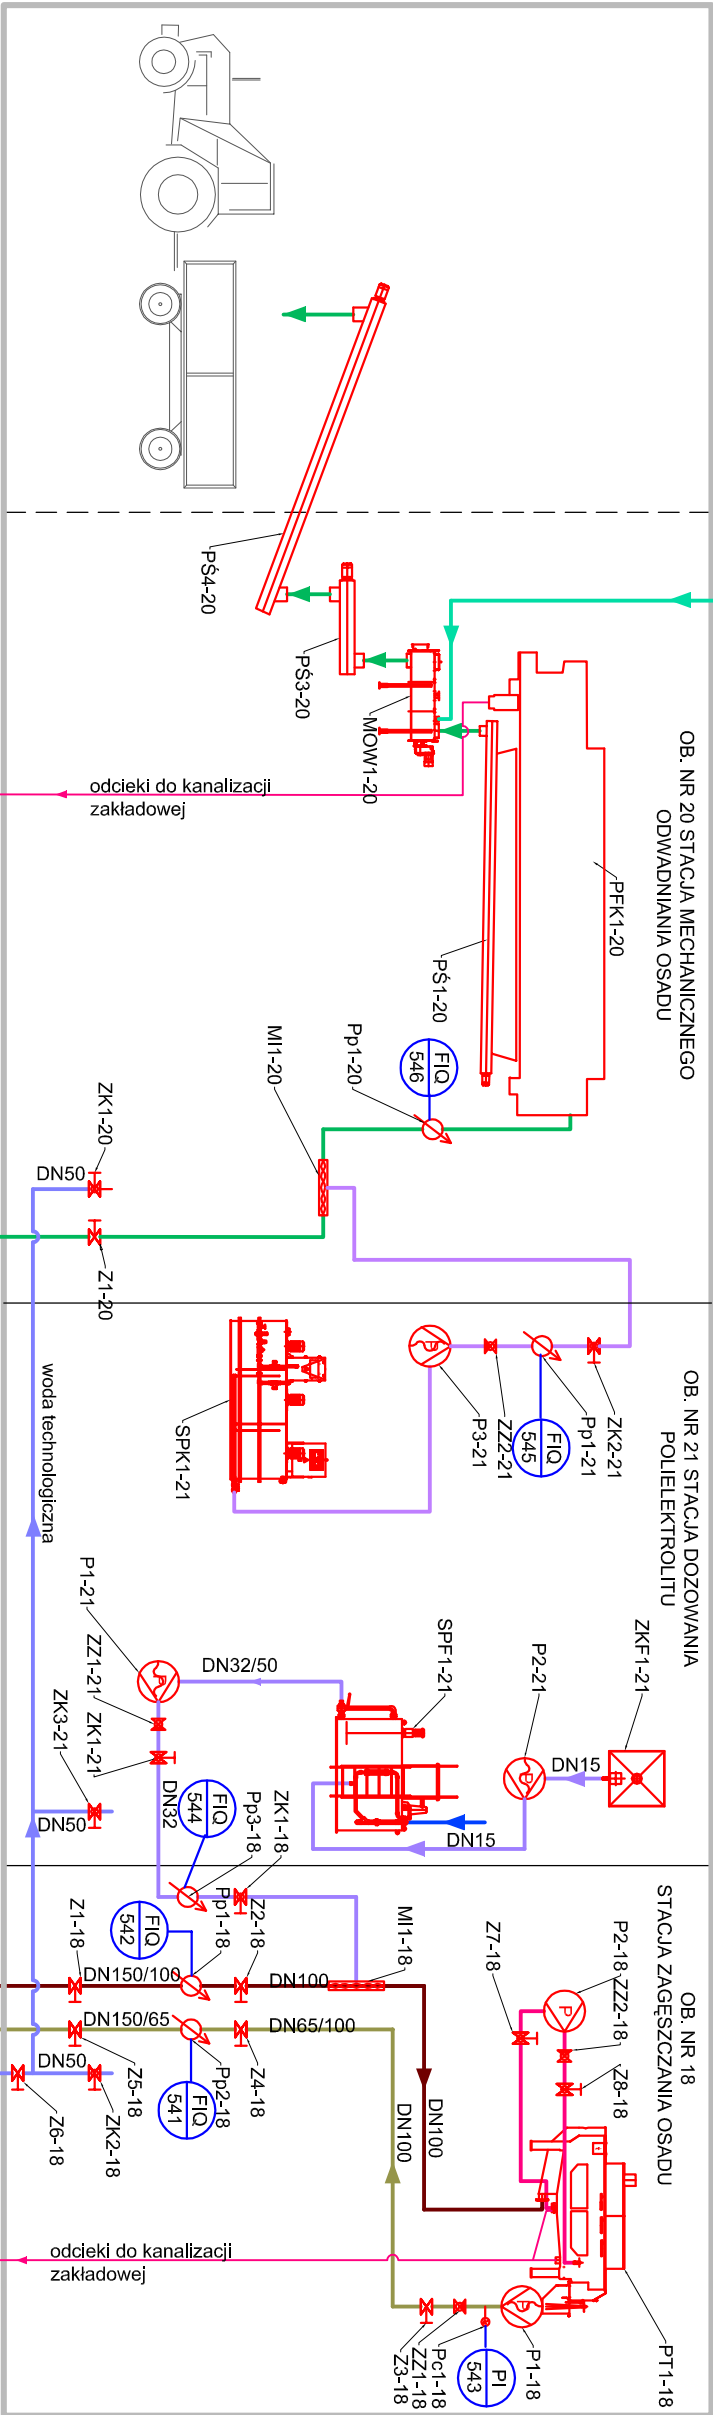 OB. NR 20 STACJA MECHANICZNEGO
ODWADNIANIA OSADU
PFK1-20
PŚ1-20
PŚ4-20
PŚ3-20
MOW1-20
odcieki do kanalizacji
zakładowej
FIQ
546
Pp1-20
MI1-20
ZK1-20
DN50
Z1-20
OB. NR 21 STACJA DOZOWANIA
POLIELEKTROLITU
ZK2-21
Pp1-21
FIQ
545
ZZ2-21
P3-21
SPK1-21
woda technologiczna
ZKF1-21
P2-21
DN15
SPF1-21
DN15
DN32/50
P1-21
ZZ1-21
ZK1-21
ZK3-21
DN50
DN32
OB. NR 18
STACJA ZAGĘSZCZANIA OSADU
FIQ
544
Pp3-18
ZK1-18
MI1-18
Z1-18
FIQ
542
Pp1-18
Z2-18
DN150/100
DN100
DN150/65
DN65/100
DN50
Z6-18
ZK2-18
Z5-18
FIQ
541
Pp2-18
Z4-18
DN100
DN100
Z7-18
P
P2-18
ZZ2-18
Z8-18
PT1-18
P1-18
PI
543
Pc1-18
ZZ1-18
Z3-18
odcieki do kanalizacji
zakładowej